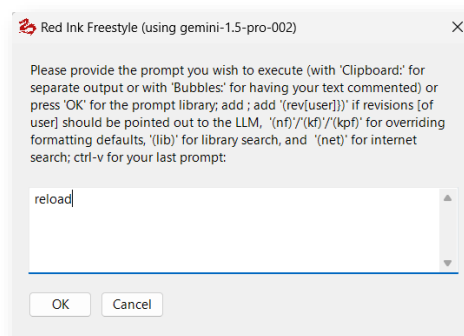 Red Ink Freestyle (using gemini-1.5-pro-002)
Please provide the prompt you wish to execute (with 'Clipboard:' for
separate output or with 'Bubbles:' for having your text commented) or
press 'OK' for the prompt library; add ; add '(rev[user]})' if revisions [of
user] should be pointed out to the LLM,  '(nf)'/'(kf)'/'(kpf)' for overriding
formatting defaults, '(lib)' for library search, and  '(net)' for internet
search; ctrl-v for your last prompt:
reload
OK
Cancel